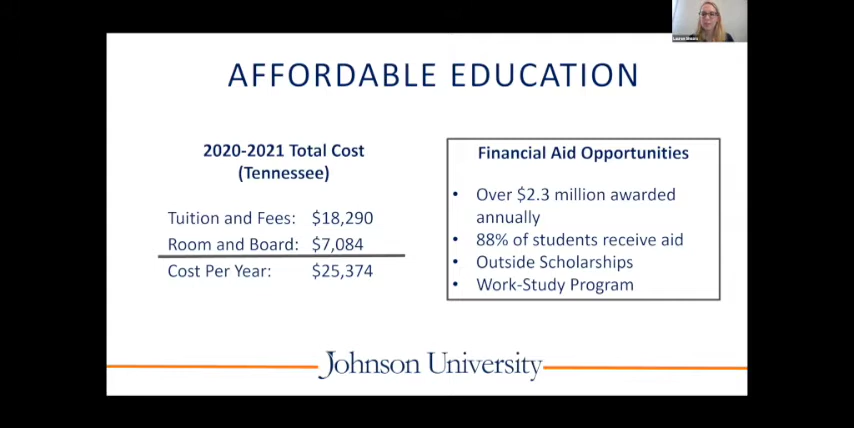 AFFORDABLE EDUCATION
2020-2021 Total Cost
(Tennessee)
Tuition and Fees: $18,290
Room and Board: $7,084
Cost Per Year: $25,374
Financial Aid Opportunities
• Over $2.3 million awarded
annually
• 88% of students receive aid
• Outside Scholarships
• Work-Study Program
Johnson University